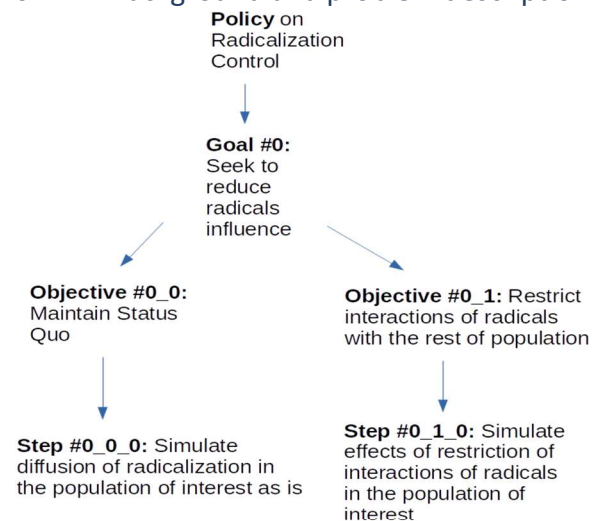 Policy on
Radicalization
Control
Goal #0:
Seek to
reduce
radicals
influence
Objective #0_0:
Maintain Status
Quo
Objective #0_1: Restrict
interactions of radicals
with the rest of population
Step #0_0_0: Simulate
diffusion of radicalization in
the population of interest as is
Step #0_1_0: Simulate
effects of restriction of
interactions of radicals
in the population of
interest